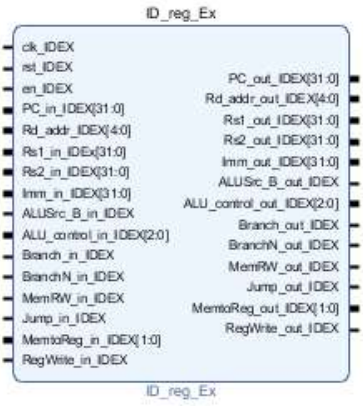 ID_reg_Ex
clk_IDEX
rst_IDEX
en_IDEX
PC_in_IDEX[31:0]
Rd_addr_IDEX[4:0]
Rs1_in_IDEx[31:0]
Rs2_in_IDEX[31:0]
Imm_in_IDEX[31:0]
ALUSrc_B_in_IDEX
ALU_control_in_IDEX[2:0]
Branch_in_IDEX
BranchN_in_IDEX
MemRW_in_IDEX
Jump_in_IDEX
MemtoReg_in_IDEX[1:0]
RegWrite_in_IDEX
PC_out_IDEX[31:0]
Rd_addr_out_IDEX[4:0]
Rs1_out_IDEX[31:0]
Rs2_out_IDEX[31:0]
Imm_out_IDEX[31:0]
ALUSrc_B_out_IDEX
ALU_control_out_IDEX[2:0]
Branch_out_IDEX
BranchN_out_IDEX
MemRW_out_IDEX
Jump_out_IDEX
MemtoReg_out_IDEX[1:0]
RegWrite_out_IDEX
ID_reg_Ex